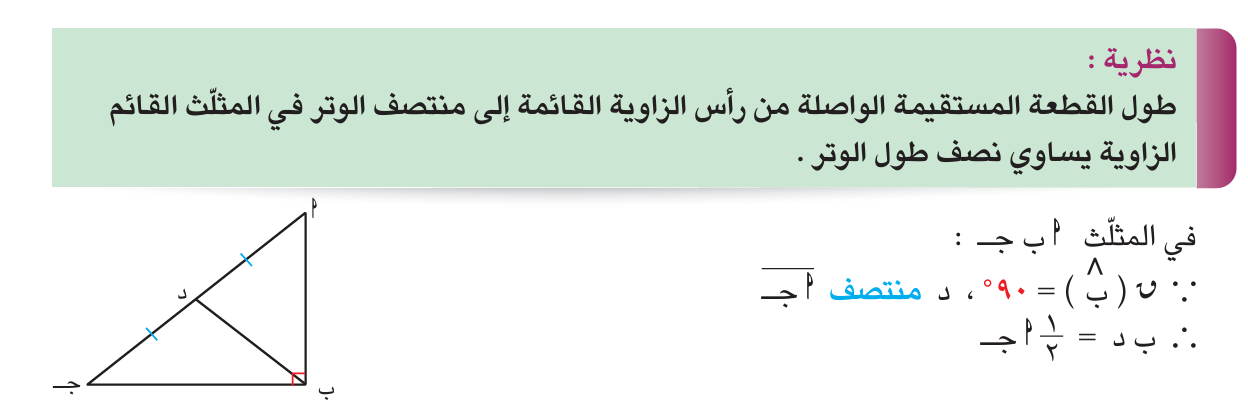 نظرية :
طول القطعة المستقيمة الواصلة من رأس الزاوية القائمة إلى منتصف الوتر في المثلّث القائم
الزاوية يساوي نصف طول الوتر .
في المثلّث أ ب جـ :
∵ ن ( ب̂ ) = ٩٠° ، د منتصف أ جـ
∴ ب د = ١/٢ أ جـ
أ
د
جـ
ب